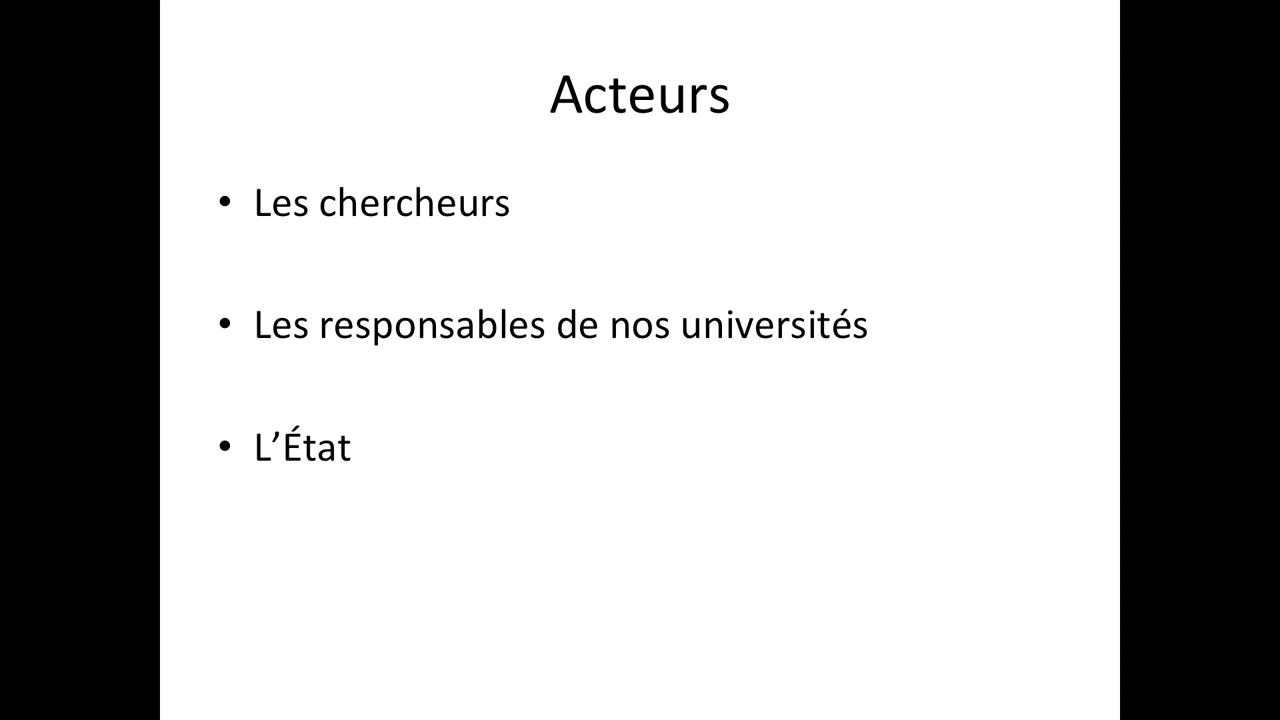 Acteurs
• Les chercheurs
• Les responsables de nos universités
• L’État